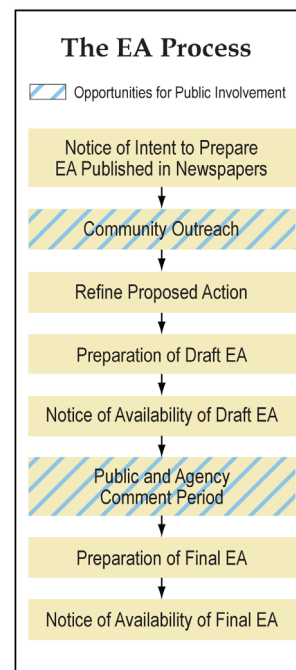 The EA Process
Opportunities for Public Involvement
Notice of Intent to Prepare
EA Published in Newspapers
Community Outreach
Refine Proposed Action
Preparation of Draft EA
Notice of Availability of Draft EA
Public and Agency
Comment Period
Preparation of Final EA
Notice of Availability of Final EA